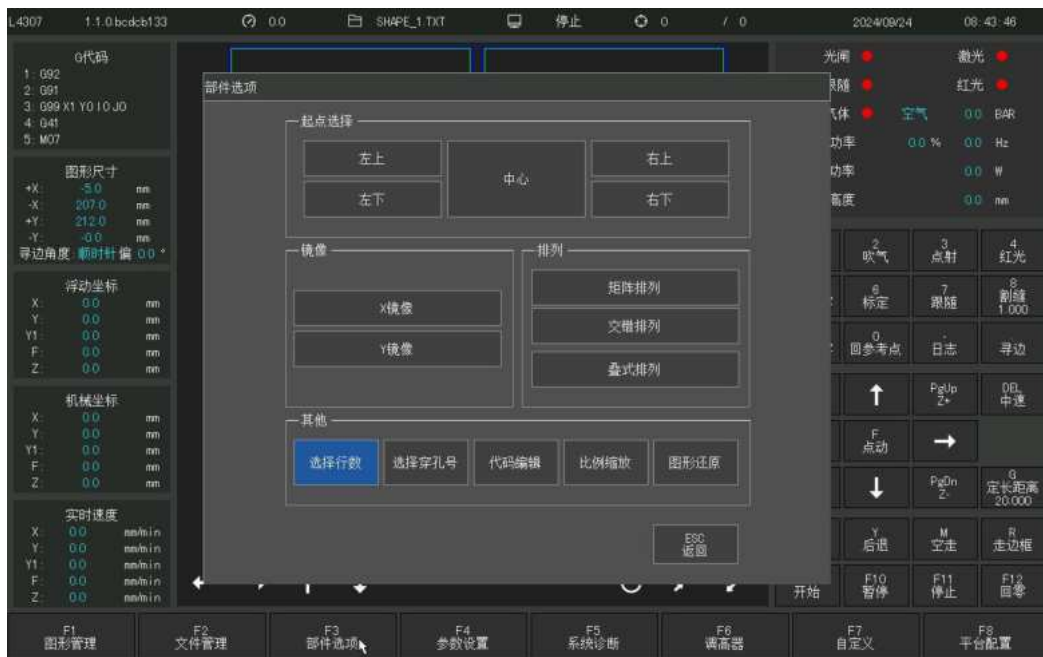 L4307 1.1.0.bcdcb133 0.0 SHAPE_1.TXT 停止 0 / 0 2024/09/24 08:43:46
G代码
1: G92
2: G91
3: G99 X1 Y0 I0 J0
4: G41
5: M07
图形尺寸
+X: -5.0 mm
-X: 207.0 mm
+Y: 212.0 mm
-Y: -0.0 mm
寻边角度 顺时针 偏 0.0 °
浮动坐标
X: 0.0 mm
Y: 0.0 mm
Y1: 0.0 mm
F: 0.0 mm
Z: 0.0 mm
机械坐标
X: 0.0 mm
Y: 0.0 mm
Y1: 0.0 mm
F: 0.0 mm
Z: 0.0 mm
实时速度
X: 0.0 mm/min
Y: 0.0 mm/min
Y1: 0.0 mm/min
F: 0.0 mm/min
Z: 0.0 mm/min
部件选项
起点选择
左上
左下
中心
右上
右下
镜像
X镜像
Y镜像
排列
矩阵排列
交错排列
叠式排列
其他
选择行数 选择穿孔号 代码编辑 比例缩放 图形还原
ESC
返回
光闸 激光
跟随 红光
气体 空气 0.0 BAR
功率 0.0 % 0.0 Hz
功率 0.0 W
高度 0.0 mm
2
吹气
3
点射
4
红光
6
标定
7
跟随
8
割缝
1.000
0
回参考点
.
日志
寻边
PgUp
Z+
DEL
中速
F
点动
PgDn
Z-
G
定长距离
20.000
Y
后退
M
空走
R
走边框
开始
F10
暂停
F11
停止
F12
回零
F1
图形管理
F2
文件管理
F3
部件选项
F4
参数设置
F5
系统诊断
F6
调高器
F7
自定义
F8
平台配置